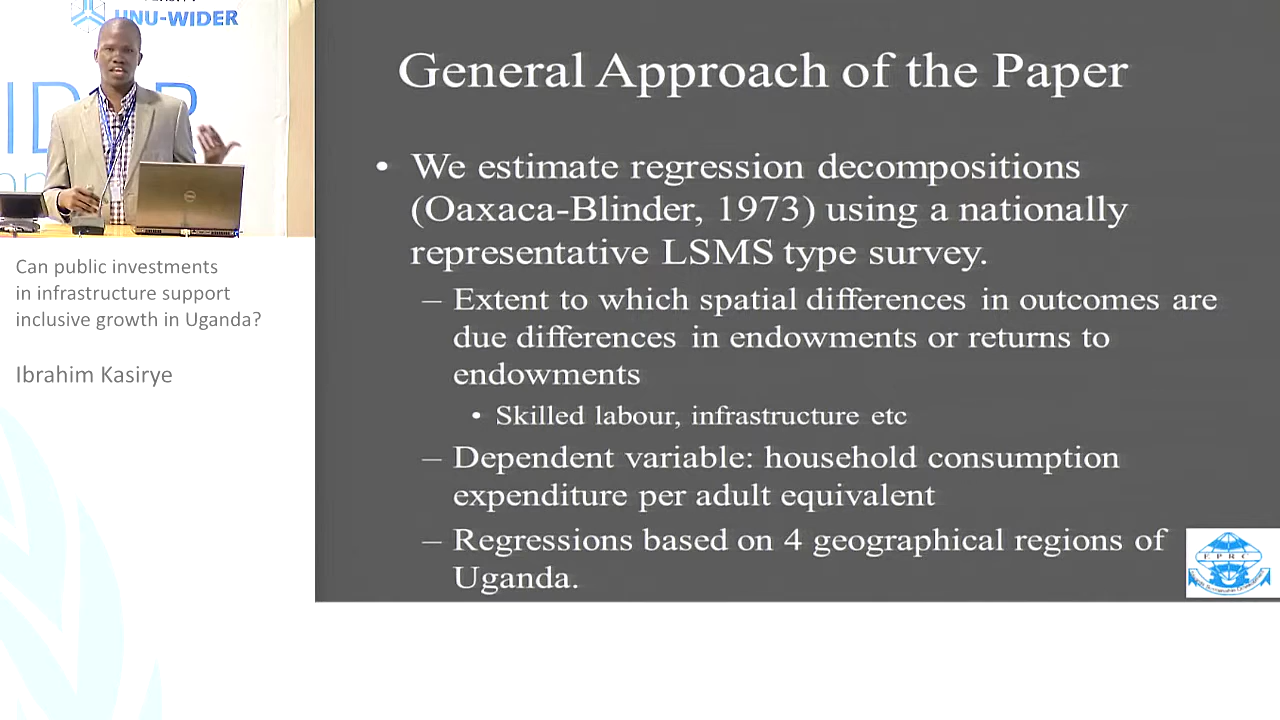 UNU-WIDER
Can public investments
in infrastructure support
inclusive growth in Uganda?
Ibrahim Kasirye
General Approach of the Paper
• We estimate regression decompositions
(Oaxaca-Blinder, 1973) using a nationally
representative LSMS type survey.
– Extent to which spatial differences in outcomes are
due differences in endowments or returns to
endowments
• Skilled labour, infrastructure etc
– Dependent variable: household consumption
expenditure per adult equivalent
– Regressions based on 4 geographical regions of
Uganda.
E P R C